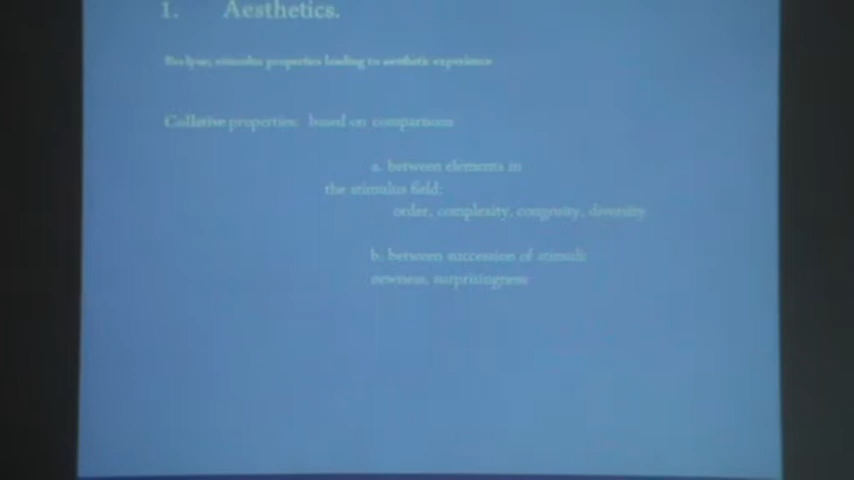 1. Aesthetics.
Berlyne; stimulus properties leading to aesthetic experience
Collative properties: based on comparisons
a. between elements in
the stimulus field:
order, complexity, congruity, diversity
b. between succession of stimuli
newness, surprisingness